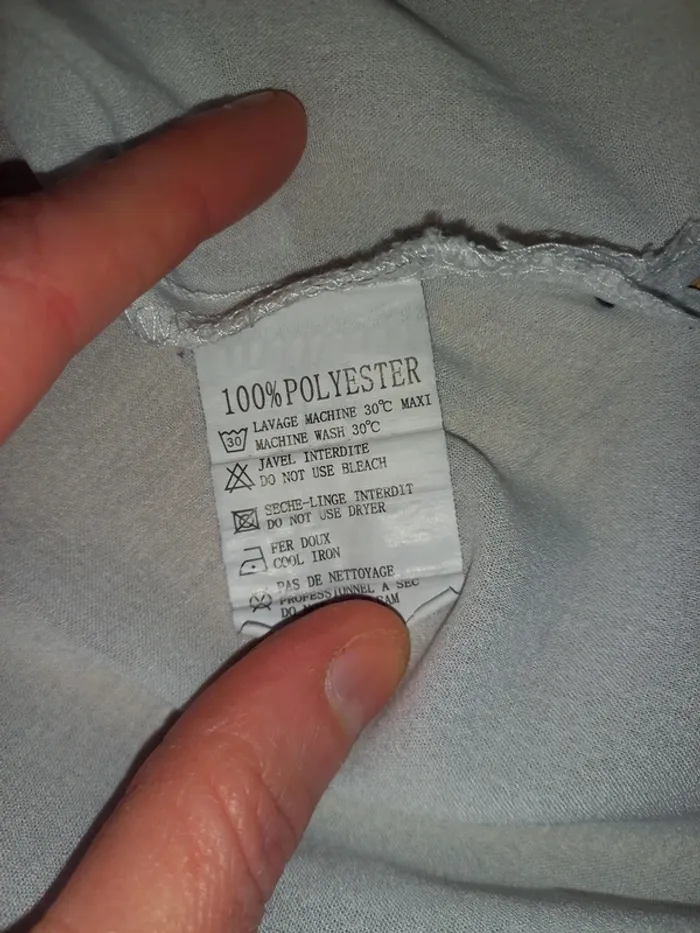 100%POLYESTER
LAVAGE MACHINE 30℃ MAXI
30
MACHINE WASH 30℃
JAVEL INTERDITE
DO NOT USE BLEACH
SECHE-LINGE INTERDIT
DO NOT USE DRYER
FER DOUX
COOL IRON
PAS DE NETTOYAGE
PROFESSIONNEL A SEC
DO